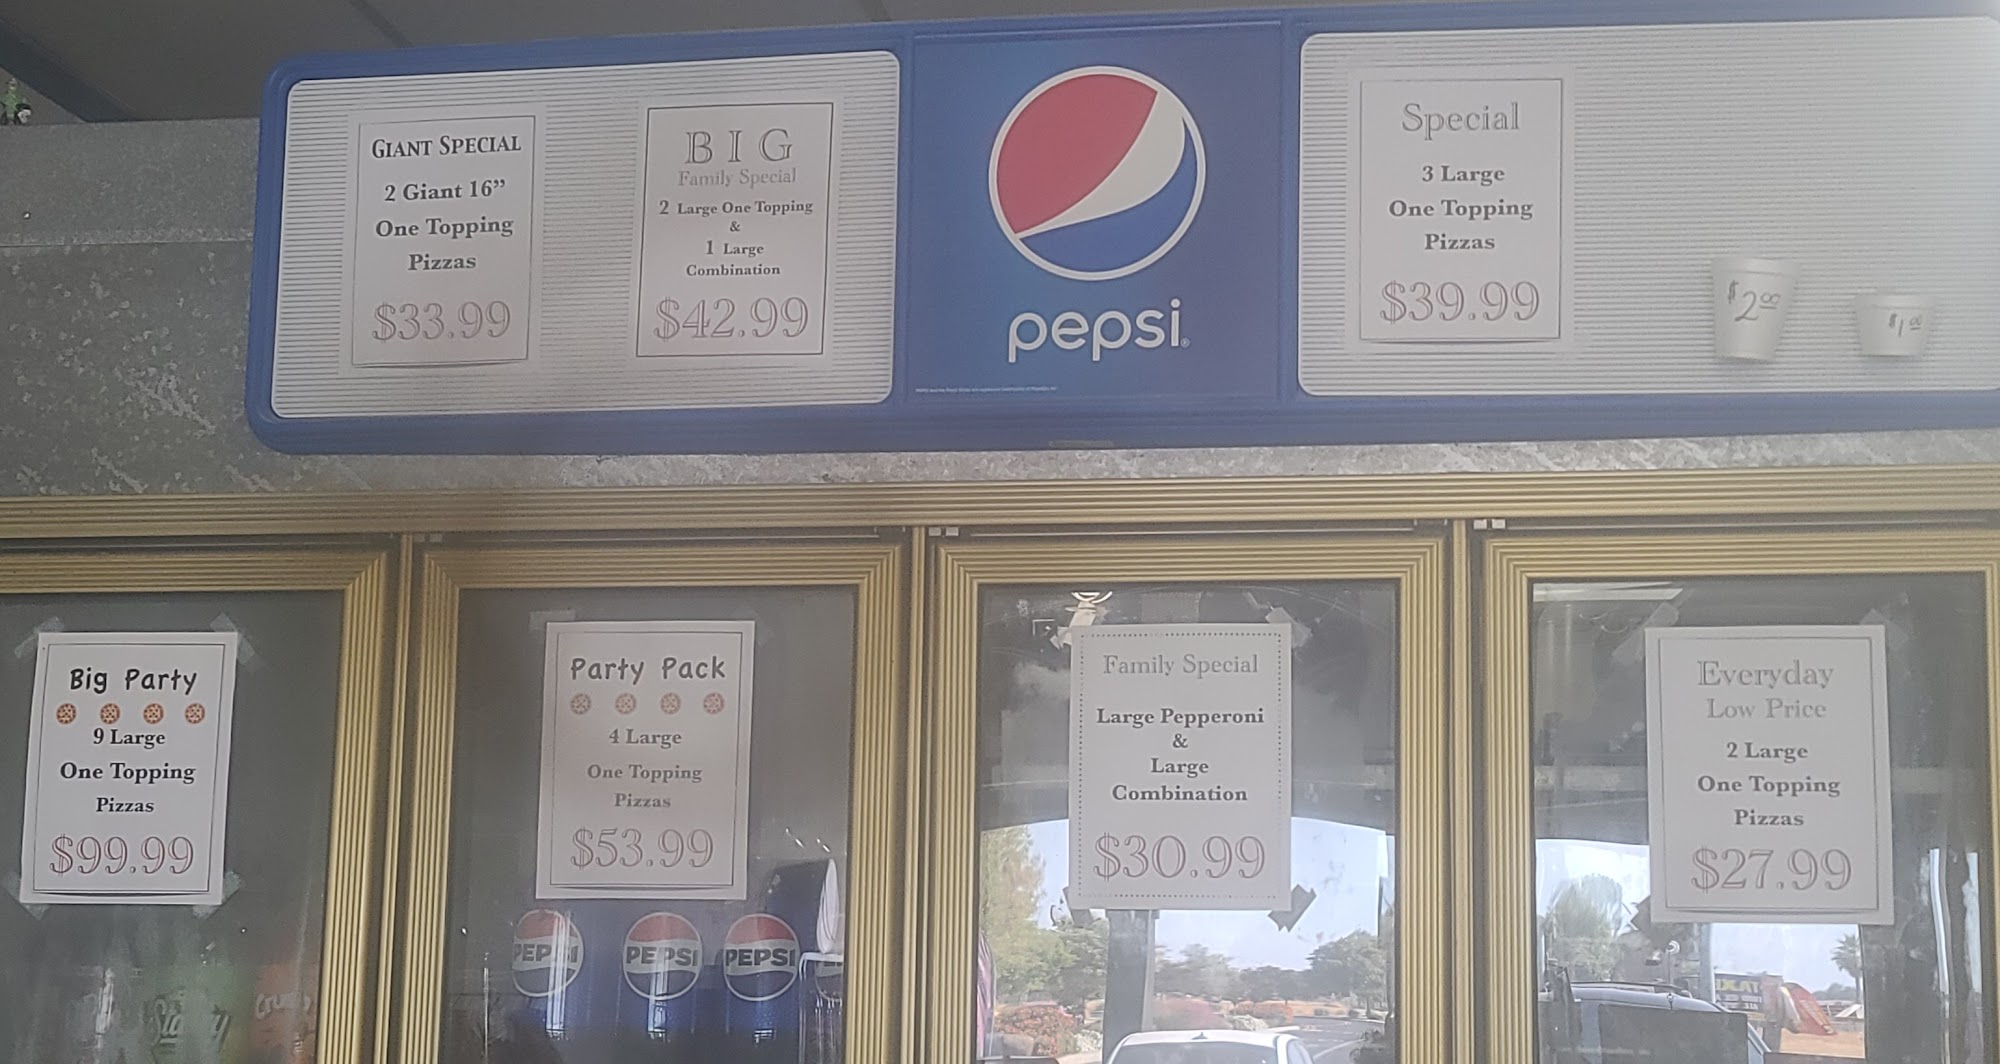 GIANT SPECIAL
2 Giant 16”
One Topping
Pizzas
$33.99
BIG
Family Special
2 Large One Topping
&
1 Large
Combination
$42.99
pepsi
Special
3 Large
One Topping
Pizzas
$39.99
$2.00
$1.00
Big Party
9 Large
One Topping
Pizzas
$99.99
Party Pack
4 Large
One Topping
Pizzas
$53.99
Family Special
Large Pepperoni
&
Large
Combination
$30.99
Everyday
Low Price
2 Large
One Topping
Pizzas
$27.99
PEPSI
PEPSI
PEPSI